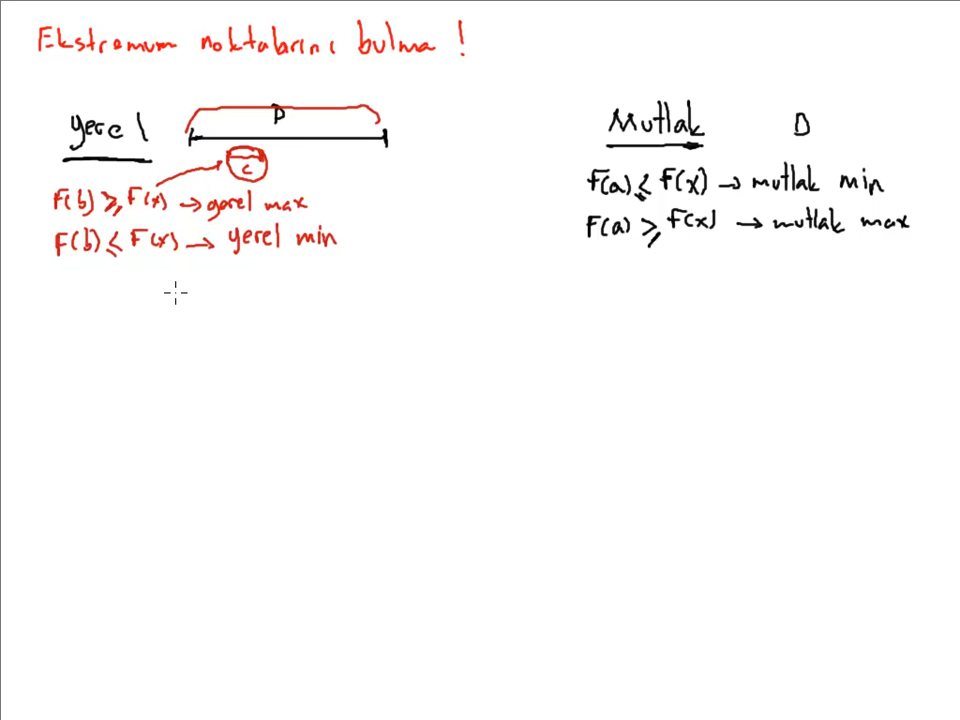 Ekstremum noktalarını bulma !
yerel D
C
F(b) ≥ F(x) → yerel max
F(b) ≤ F(x) → yerel min
Mutlak D
F(a) ≤ F(x) → mutlak min
F(a) ≥ F(x) → mutlak max